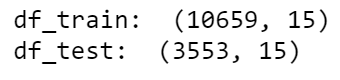 df_train:  (10659, 15)
df_test:  (3553, 15)